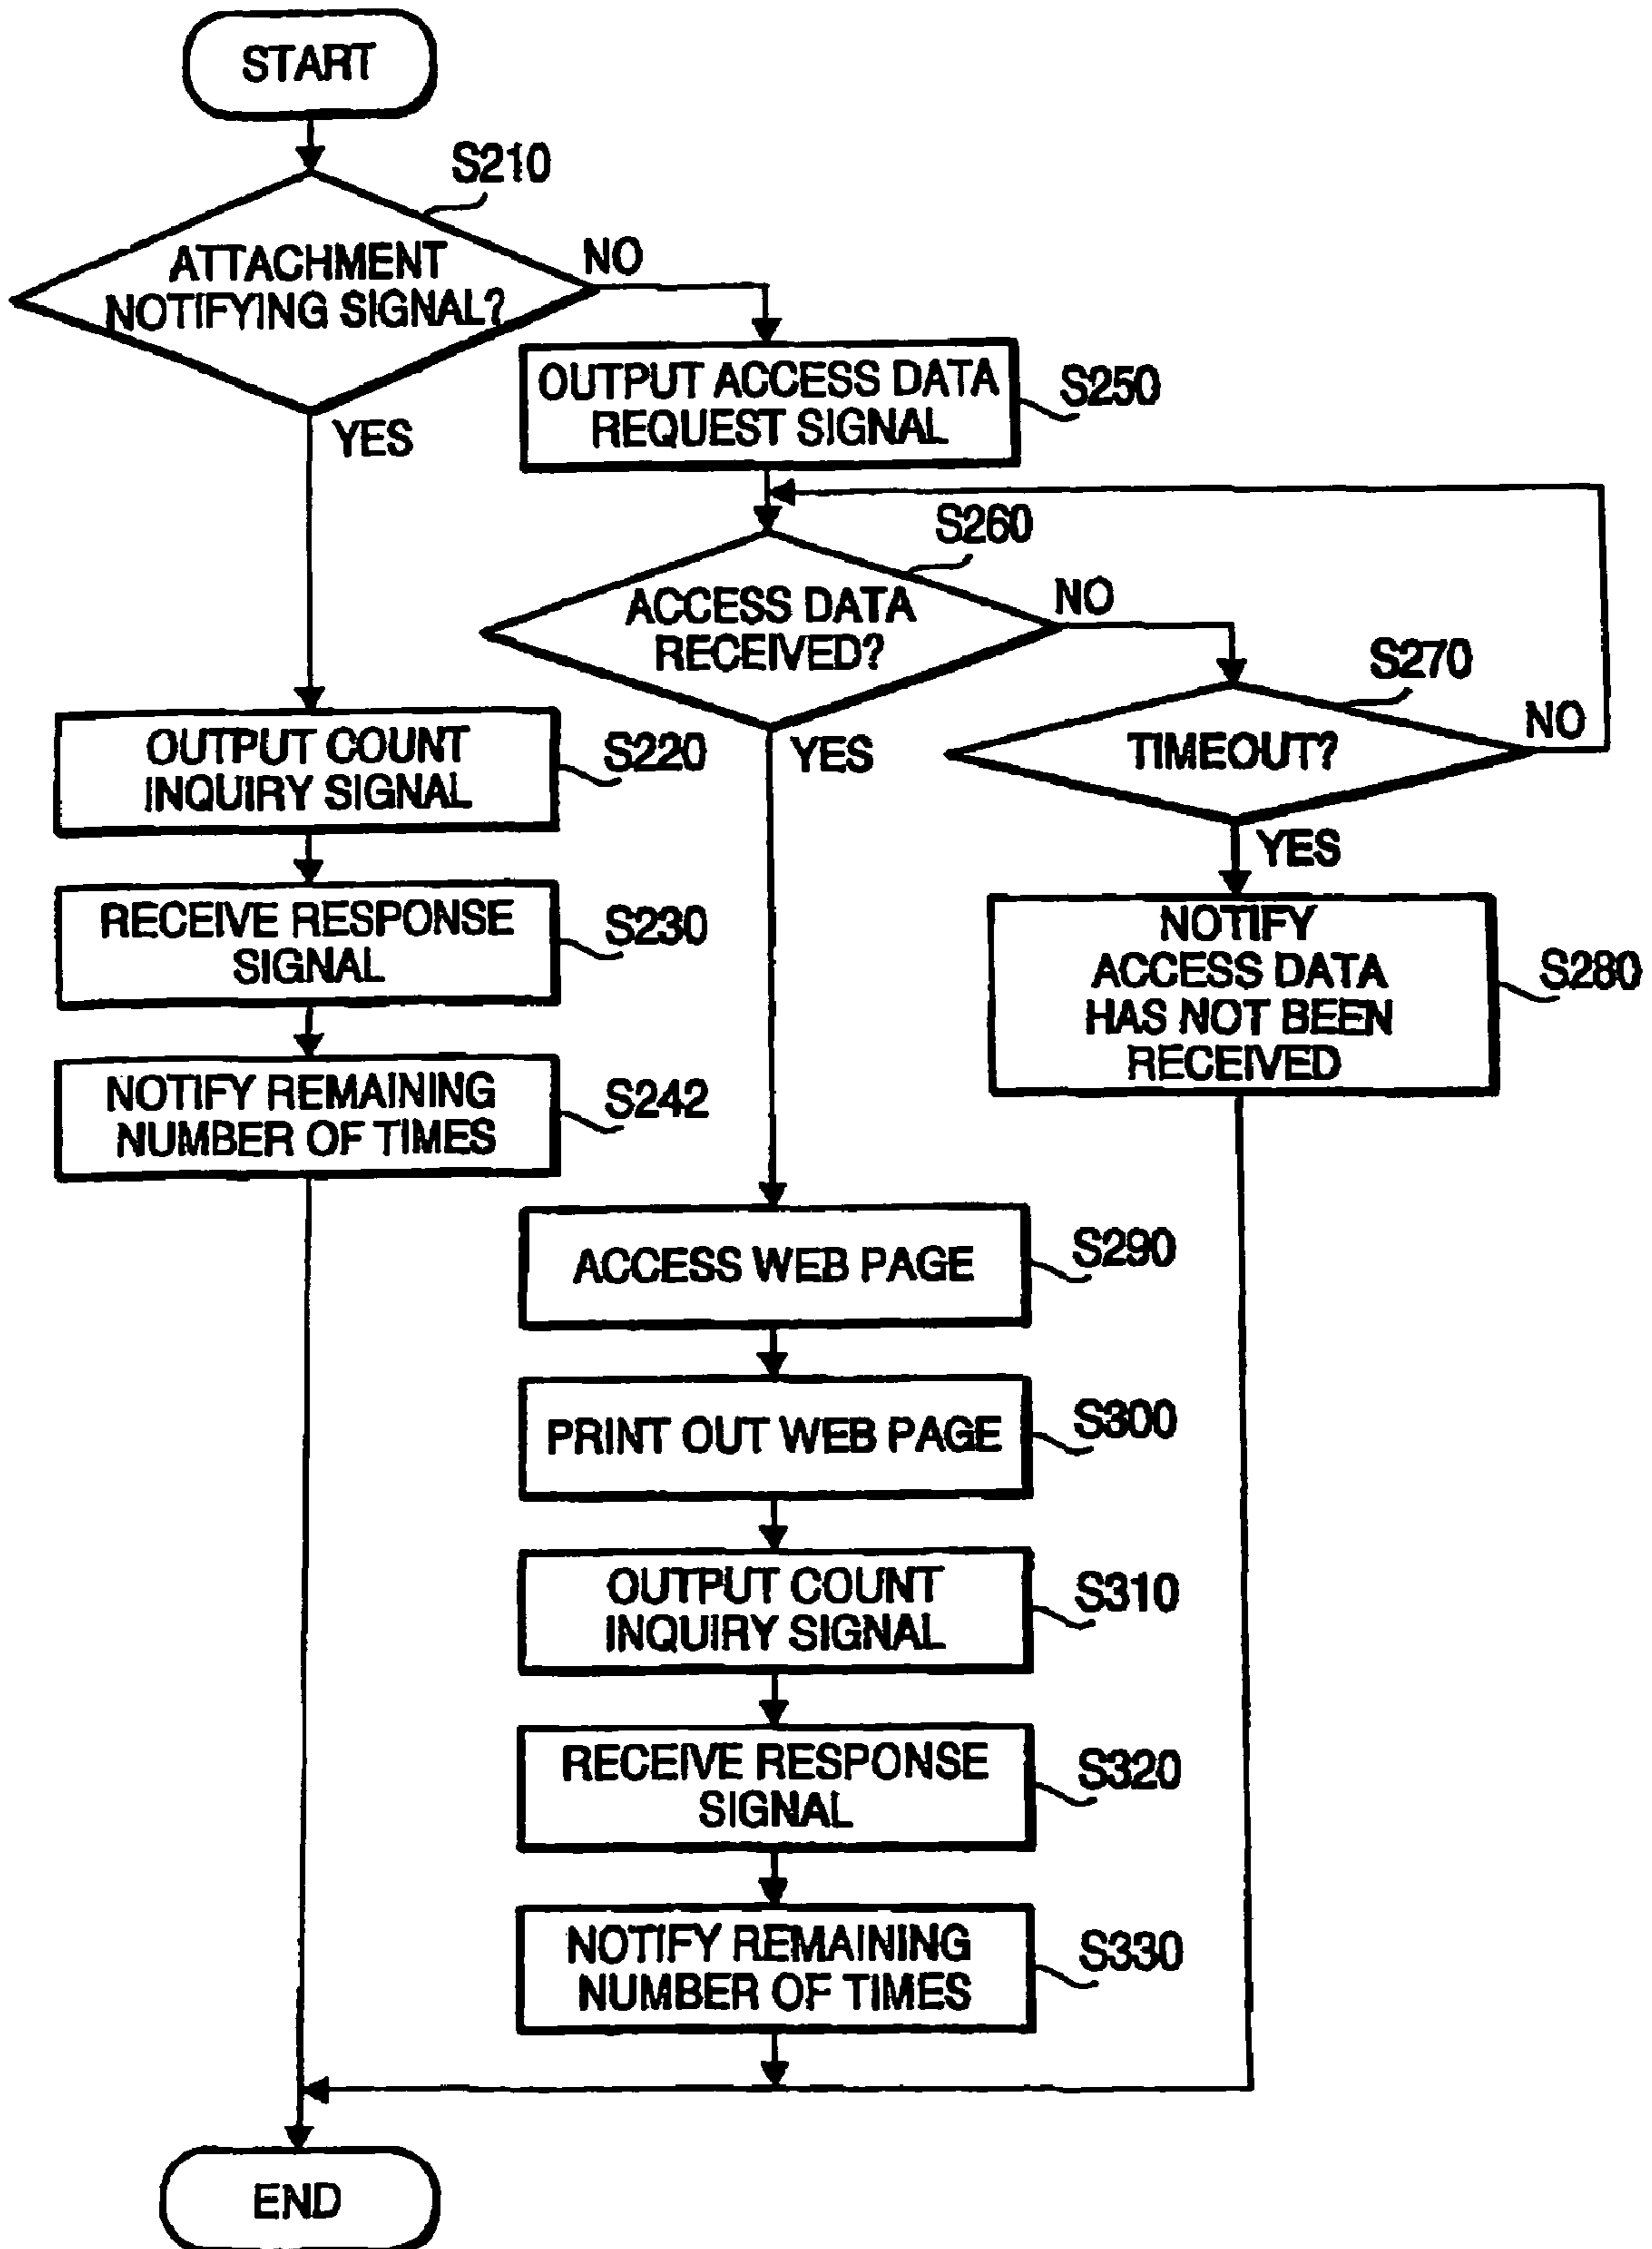 START
S210
ATTACHMENT
NOTIFYING SIGNAL?
NO
YES
OUTPUT ACCESS DATA
REQUEST SIGNAL
S250
S260
ACCESS DATA
RECEIVED?
NO
YES
S270
TIMEOUT?
NO
YES
OUTPUT COUNT
INQUIRY SIGNAL
S220
RECEIVE RESPONSE
SIGNAL
S230
NOTIFY REMAINING
NUMBER OF TIMES
S242
NOTIFY
ACCESS DATA
HAS NOT BEEN
RECEIVED
S280
ACCESS WEB PAGE
S290
PRINT OUT WEB PAGE
S300
OUTPUT COUNT
INQUIRY SIGNAL
S310
RECEIVE RESPONSE
SIGNAL
S320
NOTIFY REMAINING
NUMBER OF TIMES
S330
END